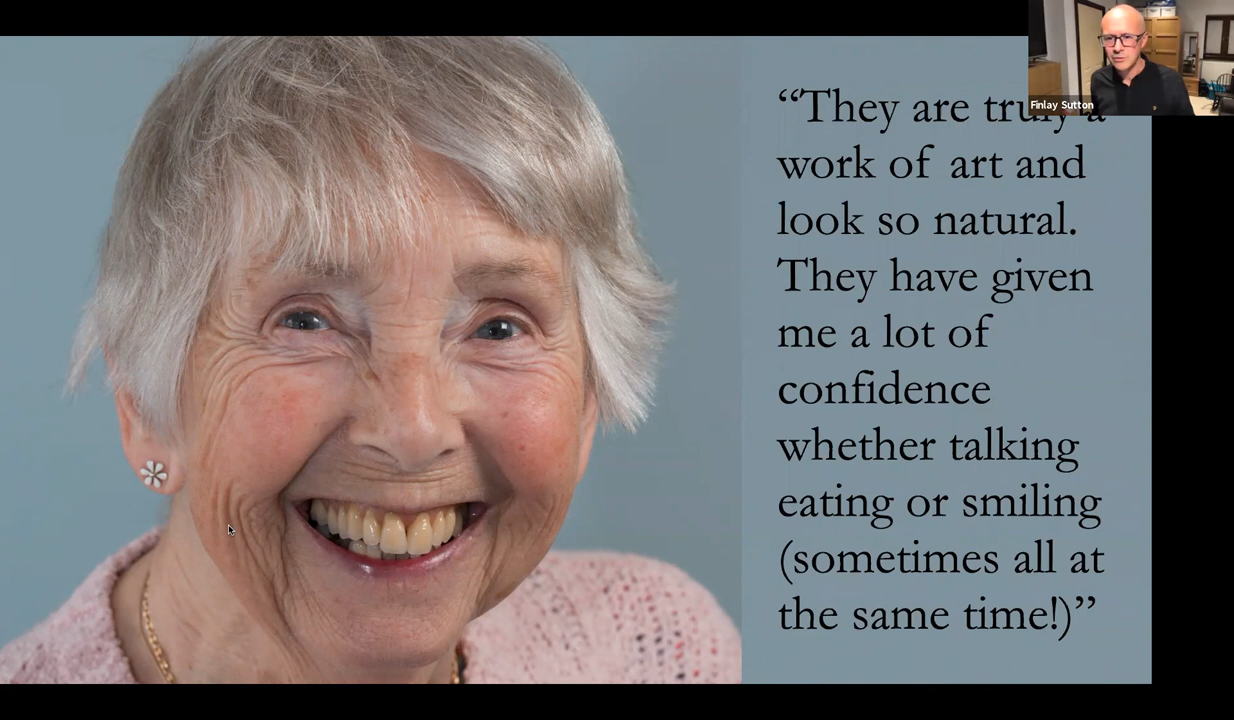 “They are truly a
work of art and
look so natural.
They have given
me a lot of
confidence
whether talking
eating or smiling
(sometimes all at
the same time!)”
Finlay Sutton